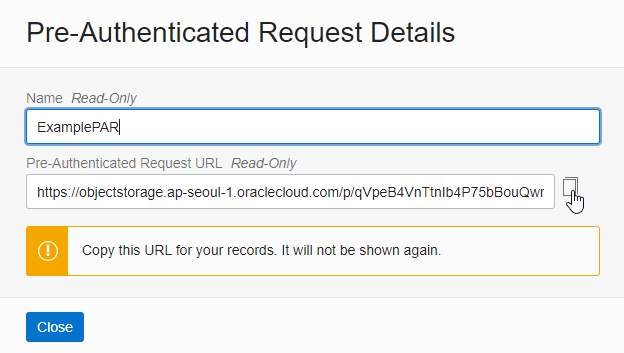 Pre-Authenticated Request Details
Name Read-Only
ExamplePAR
Pre-Authenticated Request URL Read-Only
https://objectstorage.ap-seoul-1.oraclecloud.com/p/qVpeB4VnTtnIb4P75bBouQwr
Copy this URL for your records. It will not be shown again.
Close